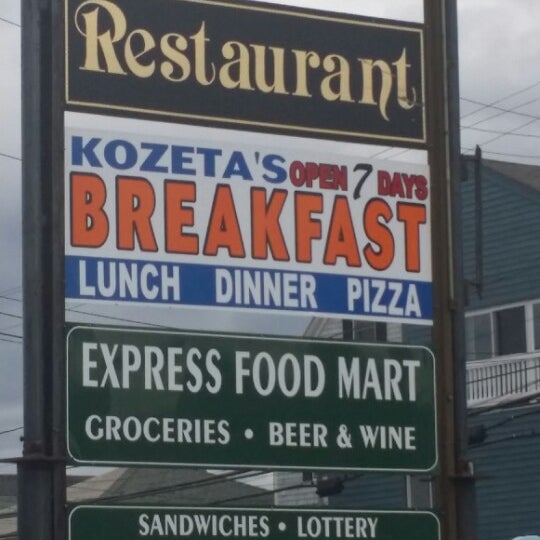 Restaurant
KOZETA'S OPEN 7 DAYS
BREAKFAST
LUNCH DINNER PIZZA
EXPRESS FOOD MART
GROCERIES • BEER & WINE
SANDWICHES • LOTTERY